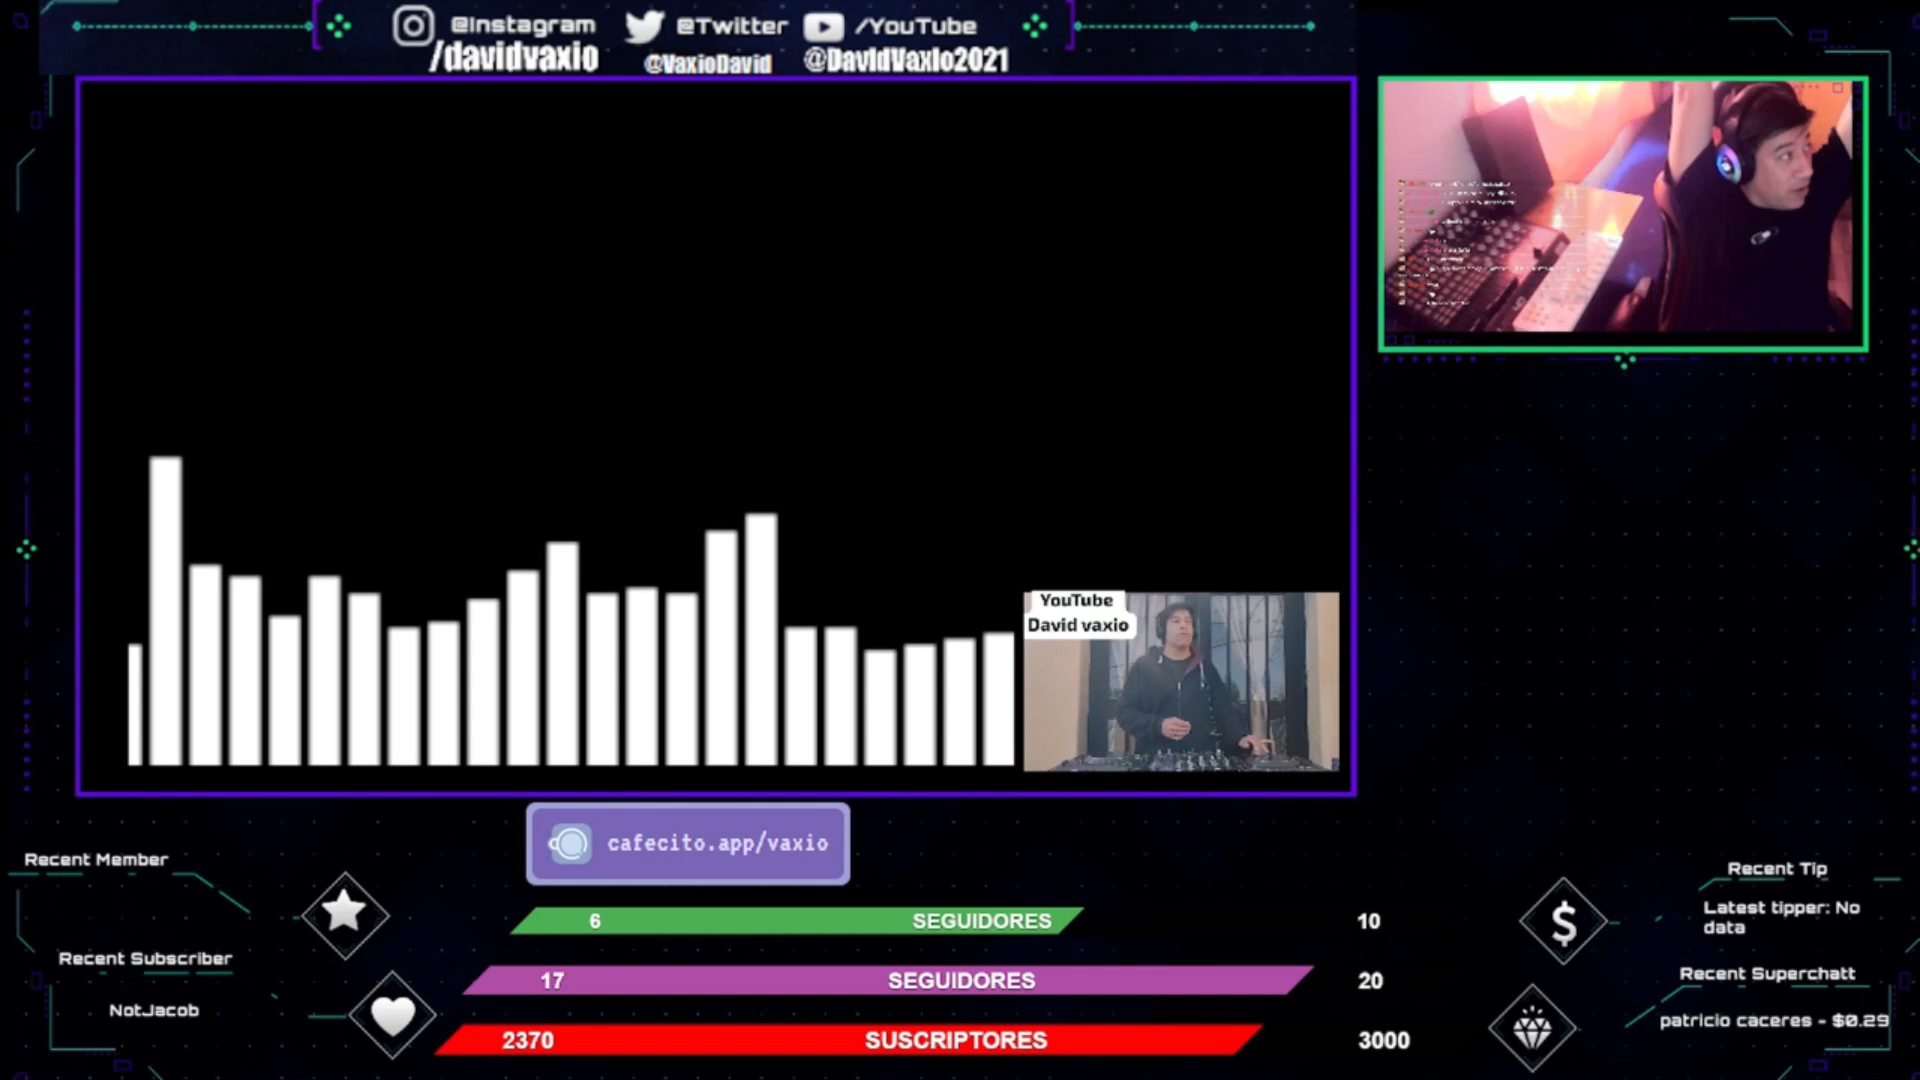 @Instagram
/davidvaxio
@Twitter
@VaxioDavid
/YouTube
@DavidVaxio2021
YouTube
David vaxio
cafecito.app/vaxio
Recent Member
Recent Subscriber
NotJacob
6 SEGUIDORES 10
17 SEGUIDORES 20
2370 SUSCRIPTORES 3000
Recent Tip
Latest tipper: No
data
Recent Superchatt
patricio caceres - $0.29